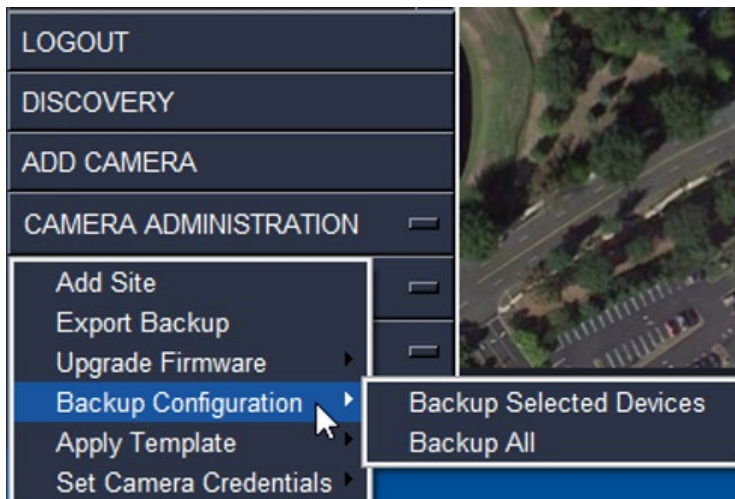 LOGOUT
DISCOVERY
ADD CAMERA
CAMERA ADMINISTRATION
Add Site
Export Backup
Upgrade Firmware
Backup Configuration
Backup Selected Devices
Backup All
Apply Template
Set Camera Credentials